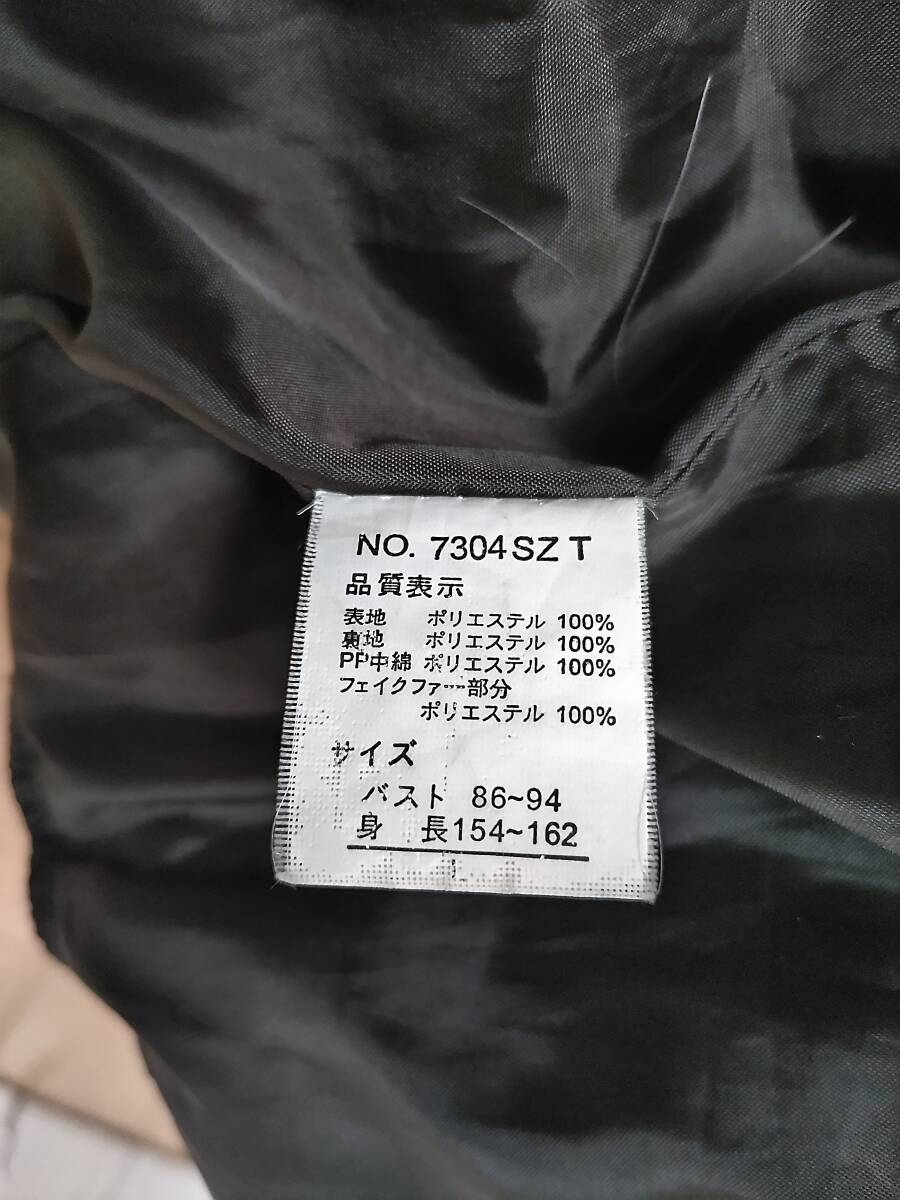 NO. 7304SZ T
品質表示
表地 ポリエステル 100%
裏地 ポリエステル 100%
PP中綿 ポリエステル 100%
フェイクファー部分
ポリエステル 100%
サイズ
バスト 86~94
身 長154~162
L